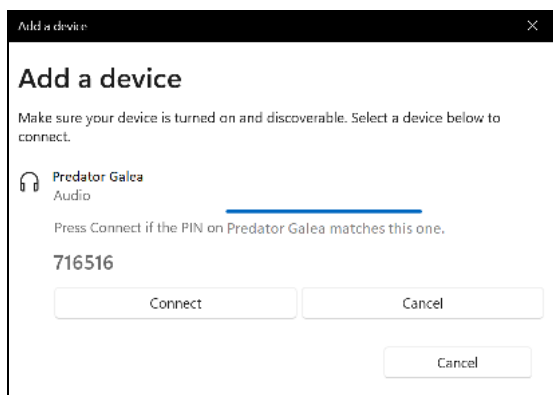 Add a device
Add a device
Make sure your device is turned on and discoverable. Select a device below to
connect.
Predator Galea
Audio
Press Connect if the PIN on Predator Galea matches this one.
716516
Connect Cancel
Cancel